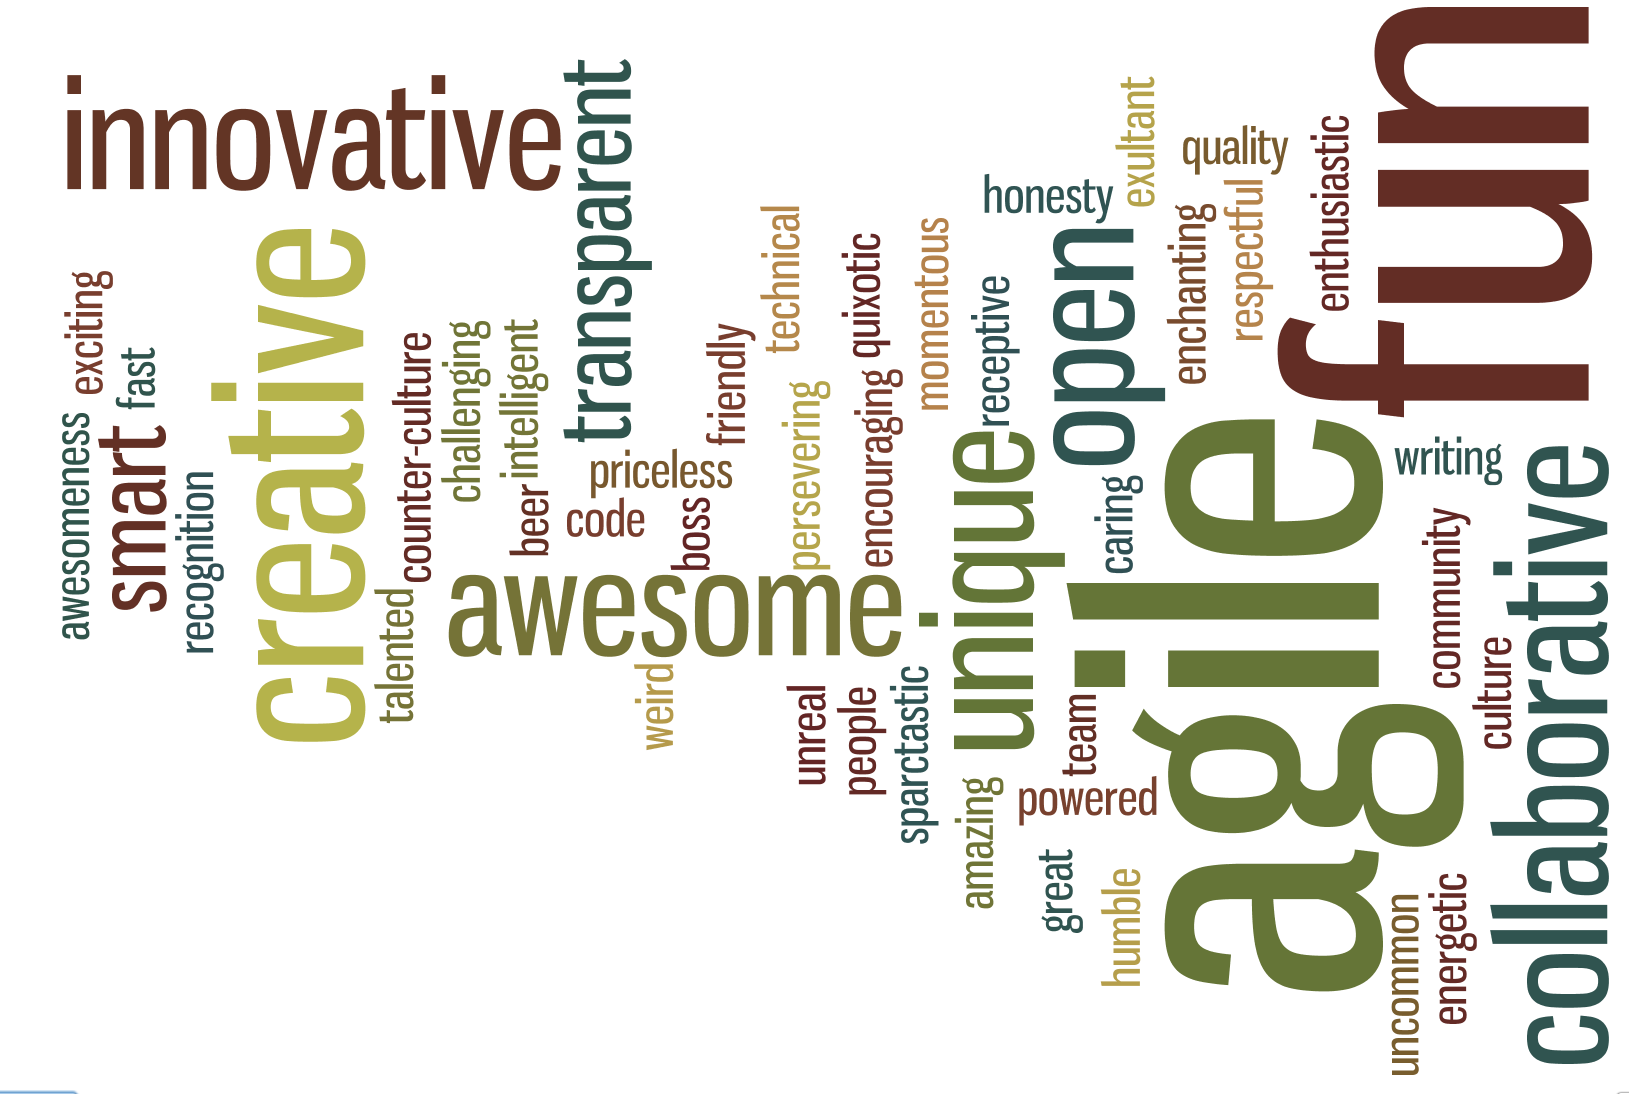 innovative
transparent
creative
exciting
fast
awesomeness
smart
recognition
counter-culture
challenging
intelligent
talented
beer
priceless
code
boss
friendly
technical
quixotic
momentous
persevering
encouraging
receptive
awesome
weird
unreal
people
sparctastic
unique
honesty
exultant
quality
open
enchanting
respectful
enthusiastic
fun
caring
agile
writing
team
powered
amazing
great
humble
community
culture
collaborative
uncommon
energetic